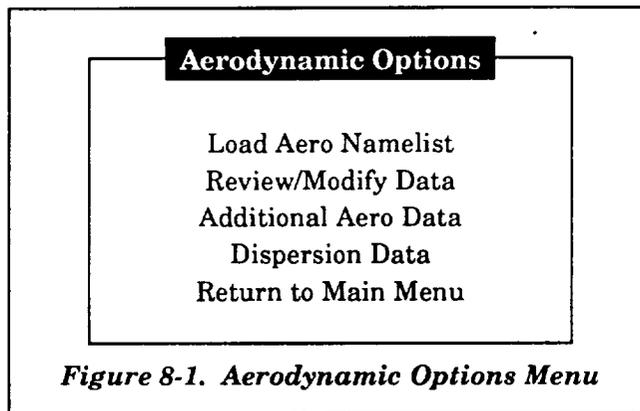 Aerodynamic Options
Load Aero Namelist
Review/Modify Data
Additional Aero Data
Dispersion Data
Return to Main Menu
Figure 8-1. Aerodynamic Options Menu